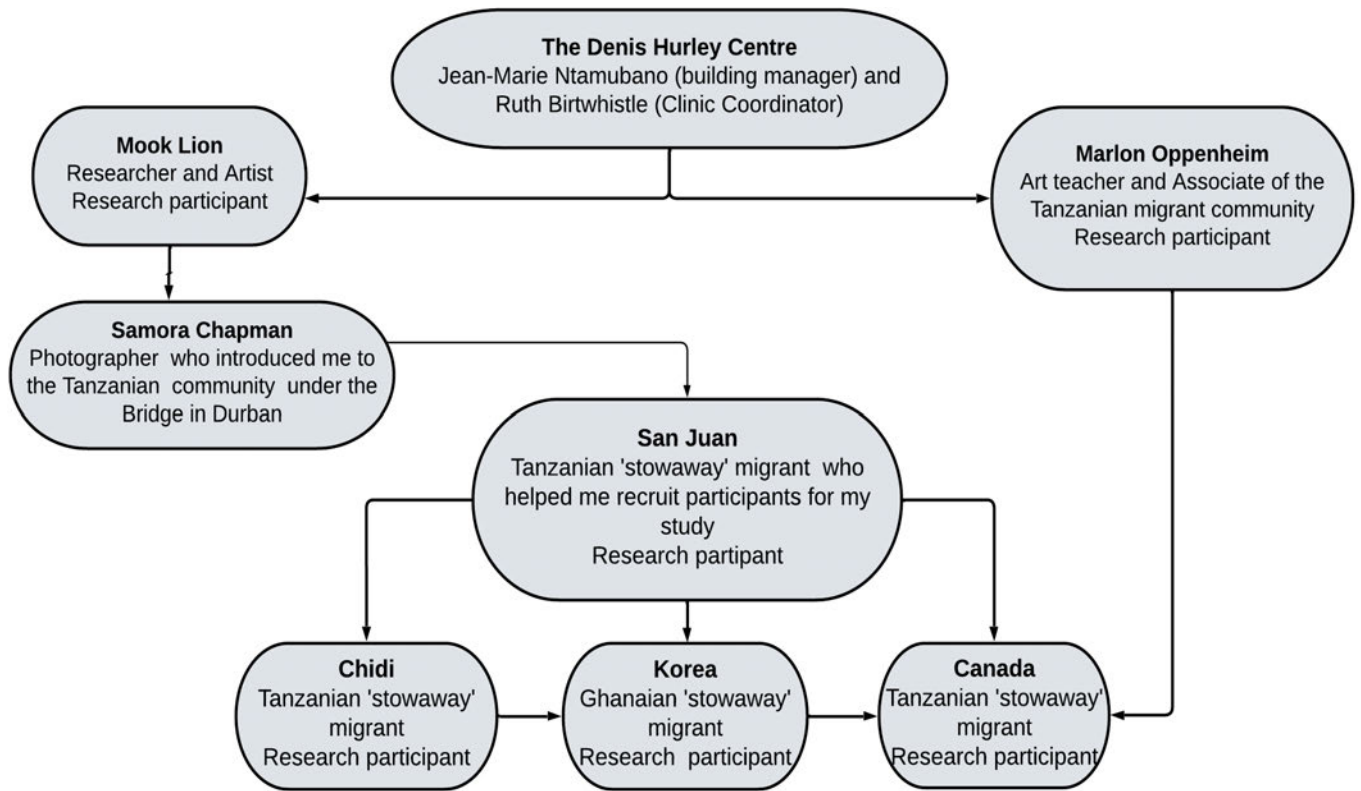 The Denis Hurley Centre
Jean-Marie Ntamubano (building manager) and
Ruth Birtwhistle (Clinic Coordinator)
Mook Lion
Researcher and Artist
Research participant
Marlon Oppenheim
Art teacher and Associate of the
Tanzanian migrant community
Research participant
Samora Chapman
Photographer who introduced me to
the Tanzanian community under the
Bridge in Durban
San Juan
Tanzanian 'stowaway' migrant who
helped me recruit participants for my
study
Research partipant
Chidi
Tanzanian 'stowaway'
migrant
Research participant
Korea
Ghanaian 'stowaway'
migrant
Research participant
Canada
Tanzanian 'stowaway'
migrant
Research participant